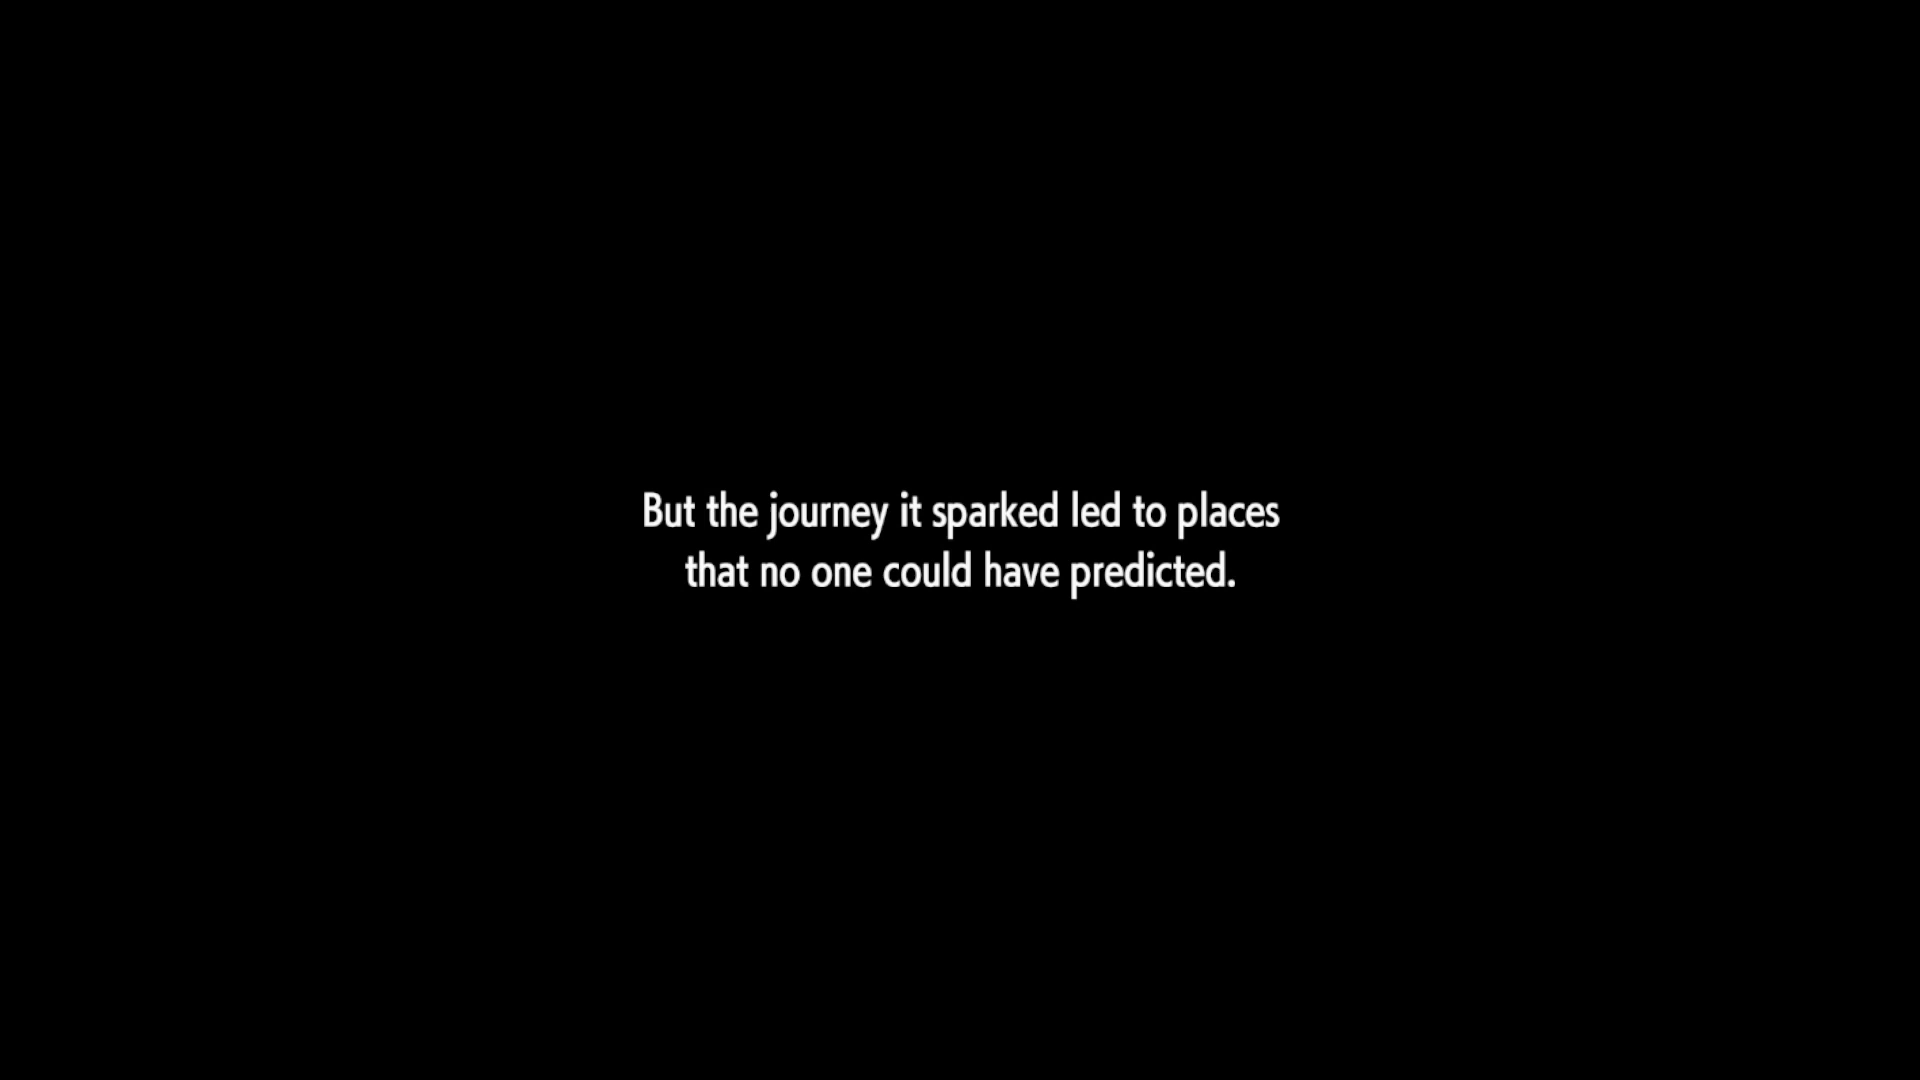 But the journey it sparked led to places
that no one could have predicted.